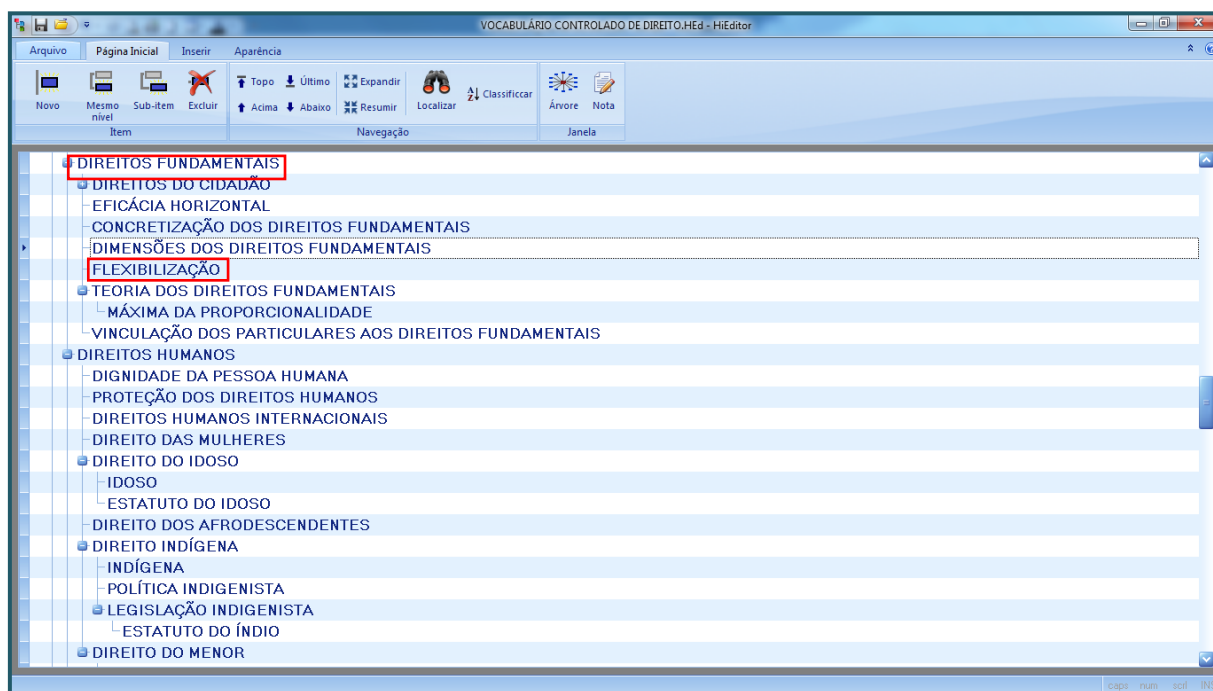 VOCABULÁRIO CONTROLADO DE DIREITO.HEd - HiEditor
Arquivo Página Inicial Inserir Aparência
Novo Mesmo nível Sub-item Excluir
Topo Último Expandir
Acima Abaixo Resumir
Localizar Classificcar Árvore Nota
Item Navegação Janela
DIREITOS FUNDAMENTAIS
DIREITOS DO CIDADÃO
EFICÁCIA HORIZONTAL
CONCRETIZAÇÃO DOS DIREITOS FUNDAMENTAIS
DIMENSÕES DOS DIREITOS FUNDAMENTAIS
FLEXIBILIZAÇÃO
TEORIA DOS DIREITOS FUNDAMENTAIS
MÁXIMA DA PROPORCIONALIDADE
VINCULAÇÃO DOS PARTICULARES AOS DIREITOS FUNDAMENTAIS
DIREITOS HUMANOS
DIGNIDADE DA PESSOA HUMANA
PROTEÇÃO DOS DIREITOS HUMANOS
DIREITOS HUMANOS INTERNACIONAIS
DIREITO DAS MULHERES
DIREITO DO IDOSO
IDOSO
ESTATUTO DO IDOSO
DIREITO DOS AFRODESCENDENTES
DIREITO INDÍGENA
INDÍGENA
POLÍTICA INDIGENISTA
LEGISLAÇÃO INDIGENISTA
ESTATUTO DO ÍNDIO
DIREITO DO MENOR
caps num scrl